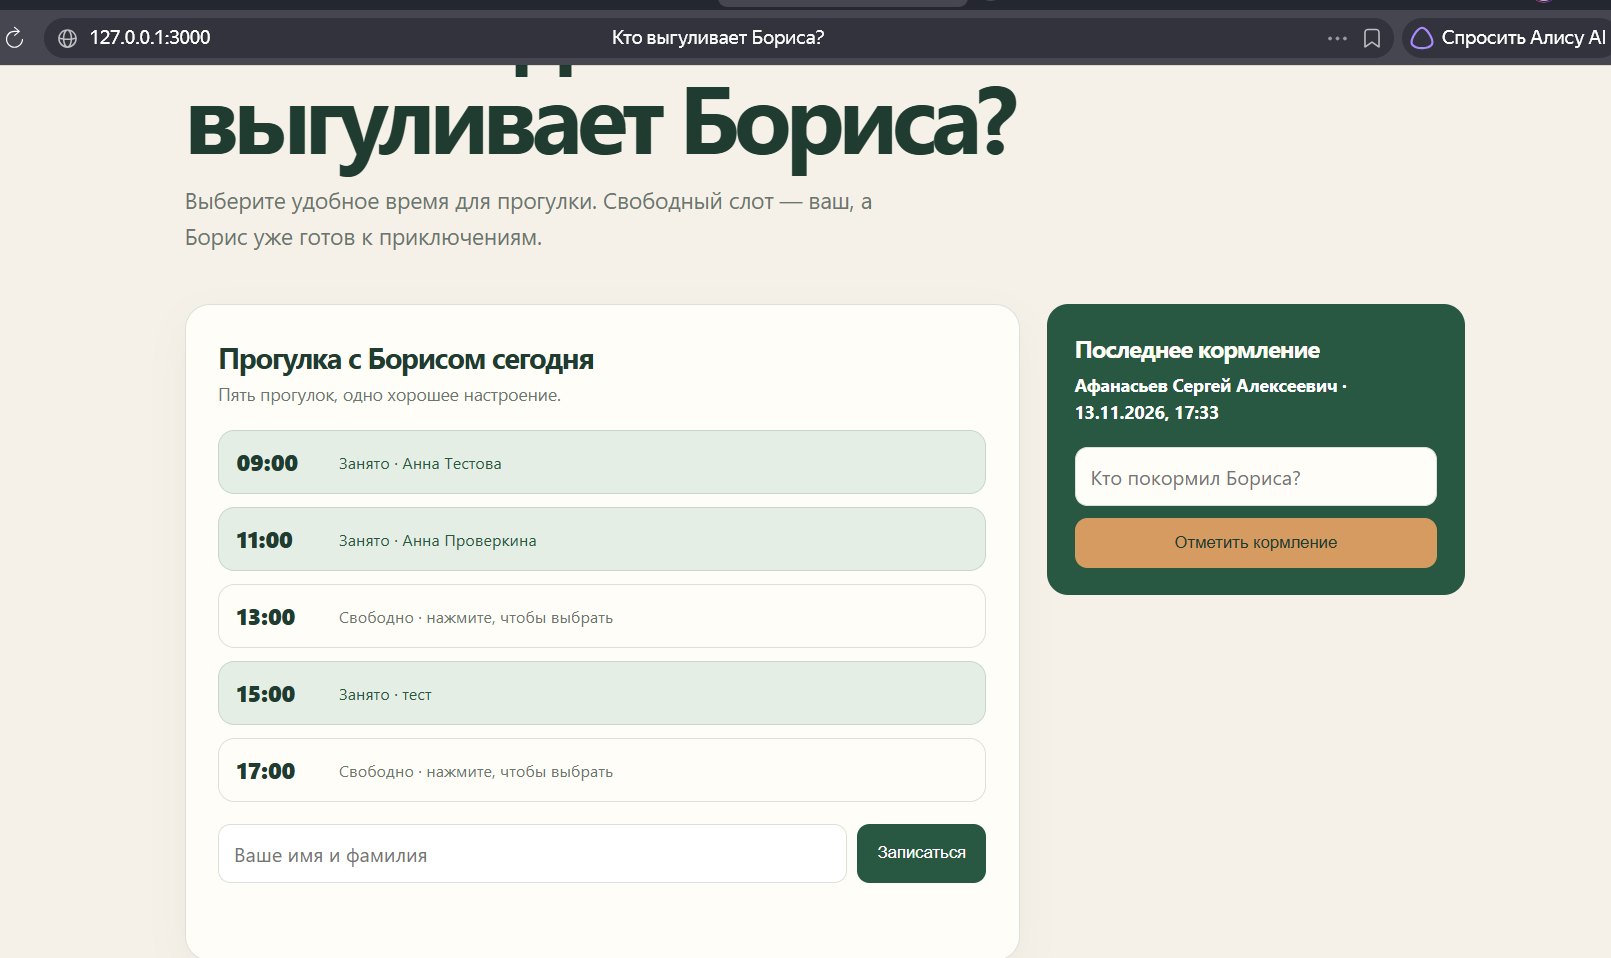 127.0.0.1:3000
Кто выгуливает Бориса?
Спросить Алису AI
выгуливает Бориса?
Выберите удобное время для прогулки. Свободный слот — ваш, а
Борис уже готов к приключениям.
Прогулка с Борисом сегодня
Пять прогулок, одно хорошее настроение.
09:00 Занято · Анна Тестова
11:00 Занято · Анна Проверкина
13:00 Свободно · нажмите, чтобы выбрать
15:00 Занято · тест
17:00 Свободно · нажмите, чтобы выбрать
Ваше имя и фамилия
Записаться
Последнее кормление
Афанасьев Сергей Алексеевич ·
13.11.2026, 17:33
Кто покормил Бориса?
Отметить кормление